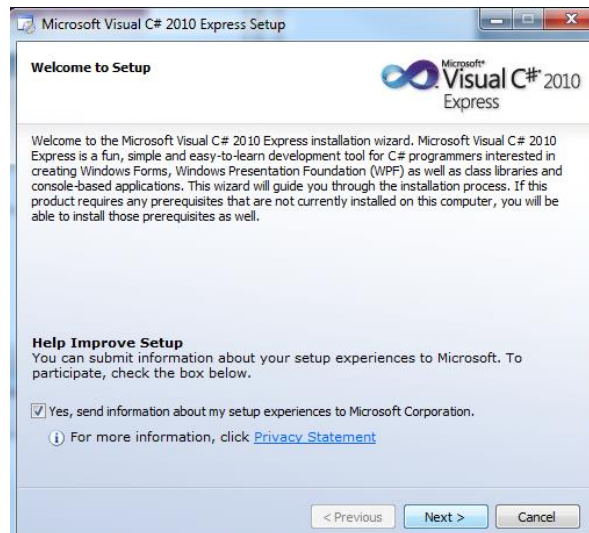 Microsoft Visual C# 2010 Express Setup
Welcome to Setup
Microsoft®
Visual C#® 2010
Express
Welcome to the Microsoft Visual C# 2010 Express installation wizard. Microsoft Visual C# 2010
Express is a fun, simple and easy-to-learn development tool for C# programmers interested in
creating Windows Forms, Windows Presentation Foundation (WPF) as well as class libraries and
console-based applications. This wizard will guide you through the installation process. If this
product requires any prerequisites that are not currently installed on this computer, you will be
able to install those prerequisites as well.
Help Improve Setup
You can submit information about your setup experiences to Microsoft. To
participate, check the box below.
Yes, send information about my setup experiences to Microsoft Corporation.
For more information, click Privacy Statement
< Previous
Next >
Cancel